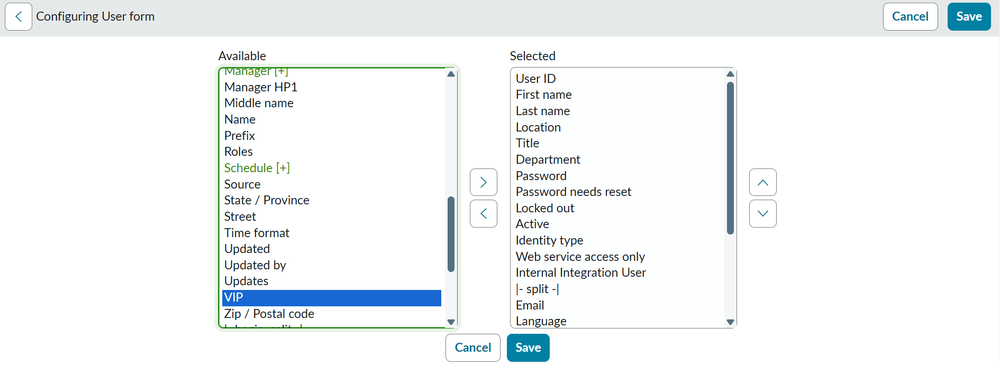 Configuring User form
Cancel
Save
Available
Manager [+]
Manager HP1
Middle name
Name
Prefix
Roles
Schedule [+]
Source
State / Province
Street
Time format
Updated
Updated by
Updates
VIP
Zip / Postal code
Selected
User ID
First name
Last name
Location
Title
Department
Password
Password needs reset
Locked out
Active
Identity type
Web service access only
Internal Integration User
|- split -|
Email
Language
Cancel
Save